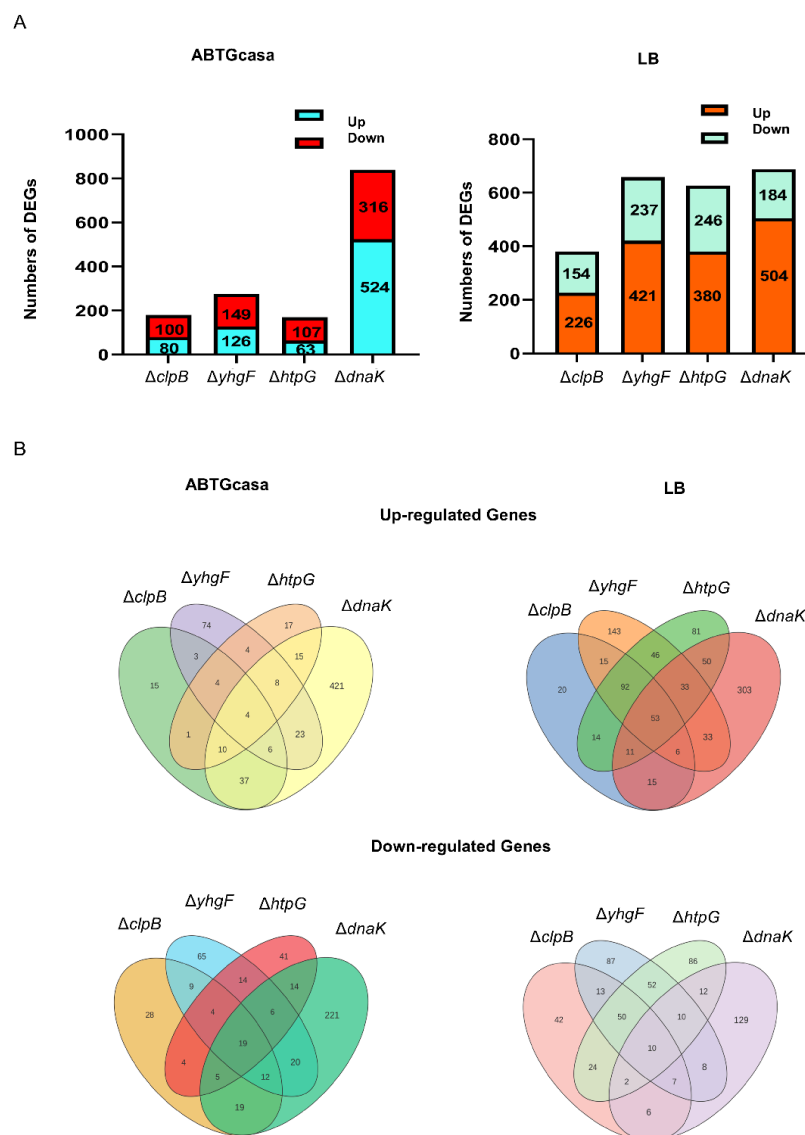 A
ABTGcasa
LB
Up
Down
Numbers of DEGs
1000
800
600
400
200
0
100
80
149
126
107
63
316
524
ΔclpB
ΔyhgF
ΔhtpG
ΔdnaK
Up
Down
Numbers of DEGs
800
600
400
200
0
154
226
237
421
246
380
184
504
ΔclpB
ΔyhgF
ΔhtpG
ΔdnaK
B
ABTGcasa
LB
Up-regulated Genes
ΔclpB
ΔyhgF
ΔhtpG
ΔdnaK
74
17
3
4
15
15
4
8
421
4
1
10
6
23
37
ΔclpB
ΔyhgF
ΔhtpG
ΔdnaK
143
81
15
46
50
20
92
33
303
53
14
11
6
33
15
Down-regulated Genes
ΔclpB
ΔyhgF
ΔhtpG
ΔdnaK
65
41
9
14
14
28
4
6
221
19
4
5
12
20
19
ΔclpB
ΔyhgF
ΔhtpG
ΔdnaK
87
86
13
52
12
42
50
10
129
10
24
2
7
8
6